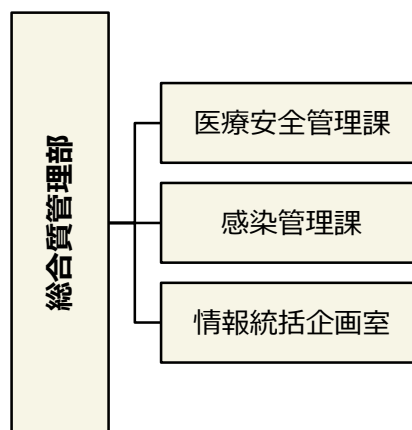 総合質管理部
医療安全管理課
感染管理課
情報統括企画室